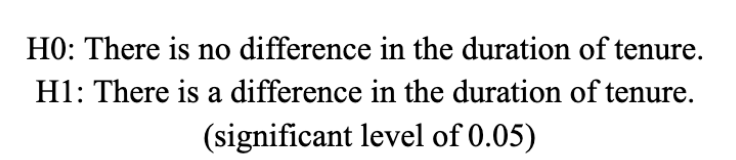 H0: There is no difference in the duration of tenure.
H1: There is a difference in the duration of tenure.
(significant level of 0.05)